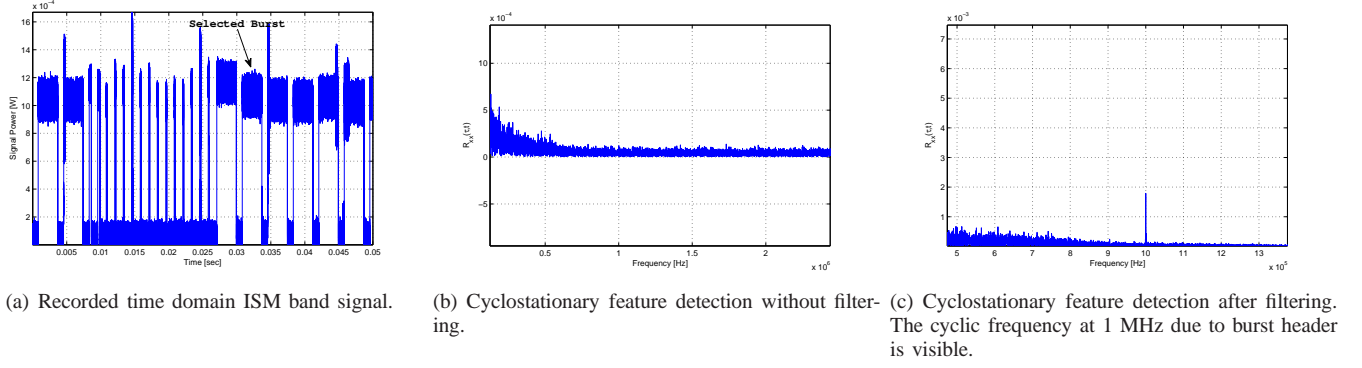 x 10⁻⁴
16
14
12
10
8
6
4
2
0.005 0.01 0.015 0.02 0.025 0.03 0.035 0.04 0.045 0.05
Signal Power [W]
Time [sec]
Selected Burst
x 10⁻⁴
10
5
0
−5
0.5 1 1.5 2
R_xx(τ,f)
Frequency [Hz]
x 10⁶
x 10⁻³
7
6
5
4
3
2
1
5 6 7 8 9 10 11 12 13
Frequency [Hz]
x 10⁵
(a) Recorded time domain ISM band signal.
(b) Cyclostationary feature detection without filter-
ing.
(c) Cyclostationary feature detection after filtering.
The cyclic frequency at 1 MHz due to burst header
is visible.